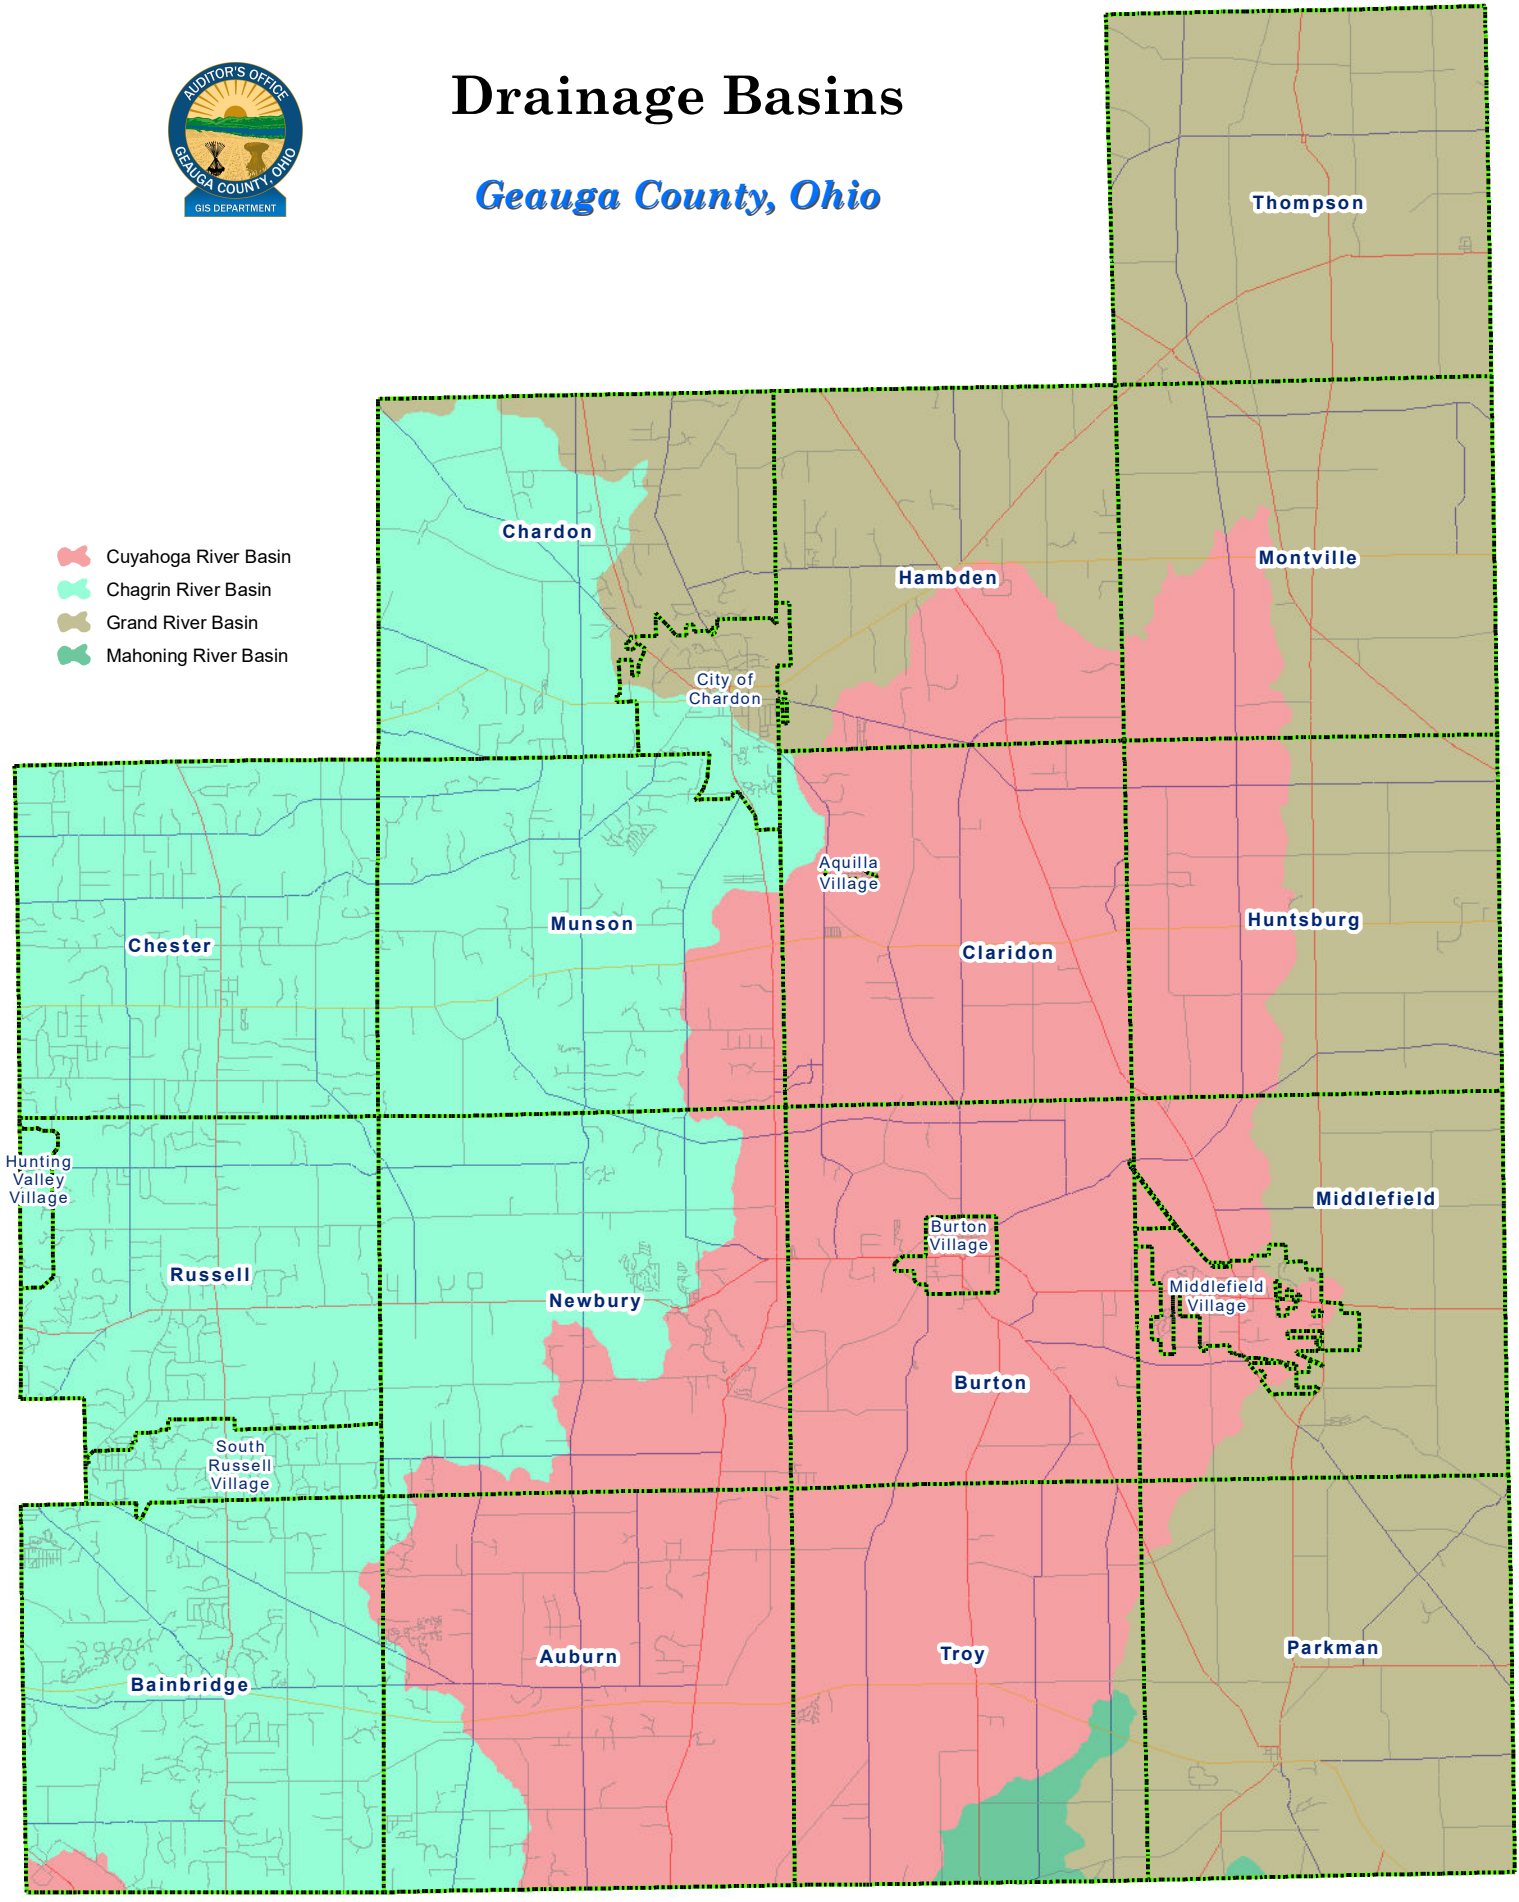 AUDITOR'S OFFICE
GEAUGA COUNTY, OHIO
GIS DEPARTMENT
Drainage Basins
Geauga County, Ohio
Thompson
Cuyahoga River Basin
Chagrin River Basin
Grand River Basin
Mahoning River Basin
Chardon
Hambden
Montville
City of
Chardon
Aquilla
Village
Chester
Munson
Claridon
Huntsburg
Hunting
Valley
Village
Russell
Newbury
Burton
Village
Middlefield
Middlefield
Village
Burton
South
Russell
Village
Bainbridge
Auburn
Troy
Parkman